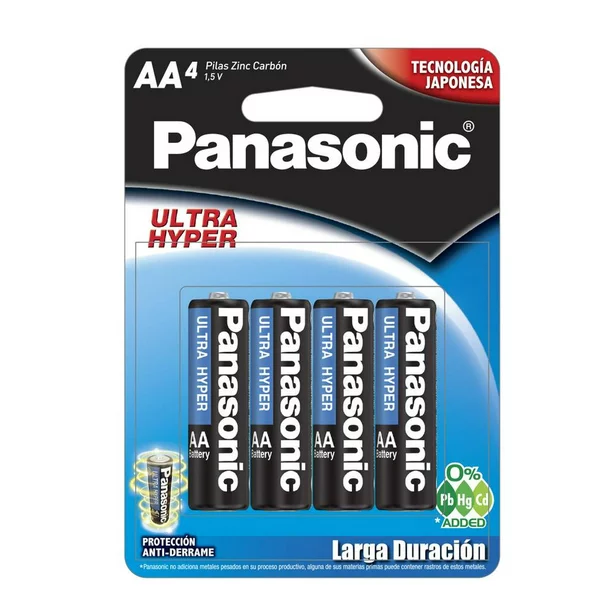 AA4 Pilas Zinc Carbón
1,5 V
TECNOLOGÍA
JAPONESA
Panasonic®
ULTRA
HYPER
ULTRA HYPER
AA
Battery
Panasonic
ULTRA HYPER
AA
Battery
Panasonic
ULTRA HYPER
AA
Battery
Panasonic
ULTRA HYPER
AA
Battery
Panasonic
ULTRA HYPER
Panasonic
0%
Pb Hg Cd
*ADDED
PROTECCIÓN
ANTI-DERRAME
Larga Duración
*Panasonic no adiciona metales pesados en su proceso productivo, alguna de sus materias primas puede contener rastros de estos metales.